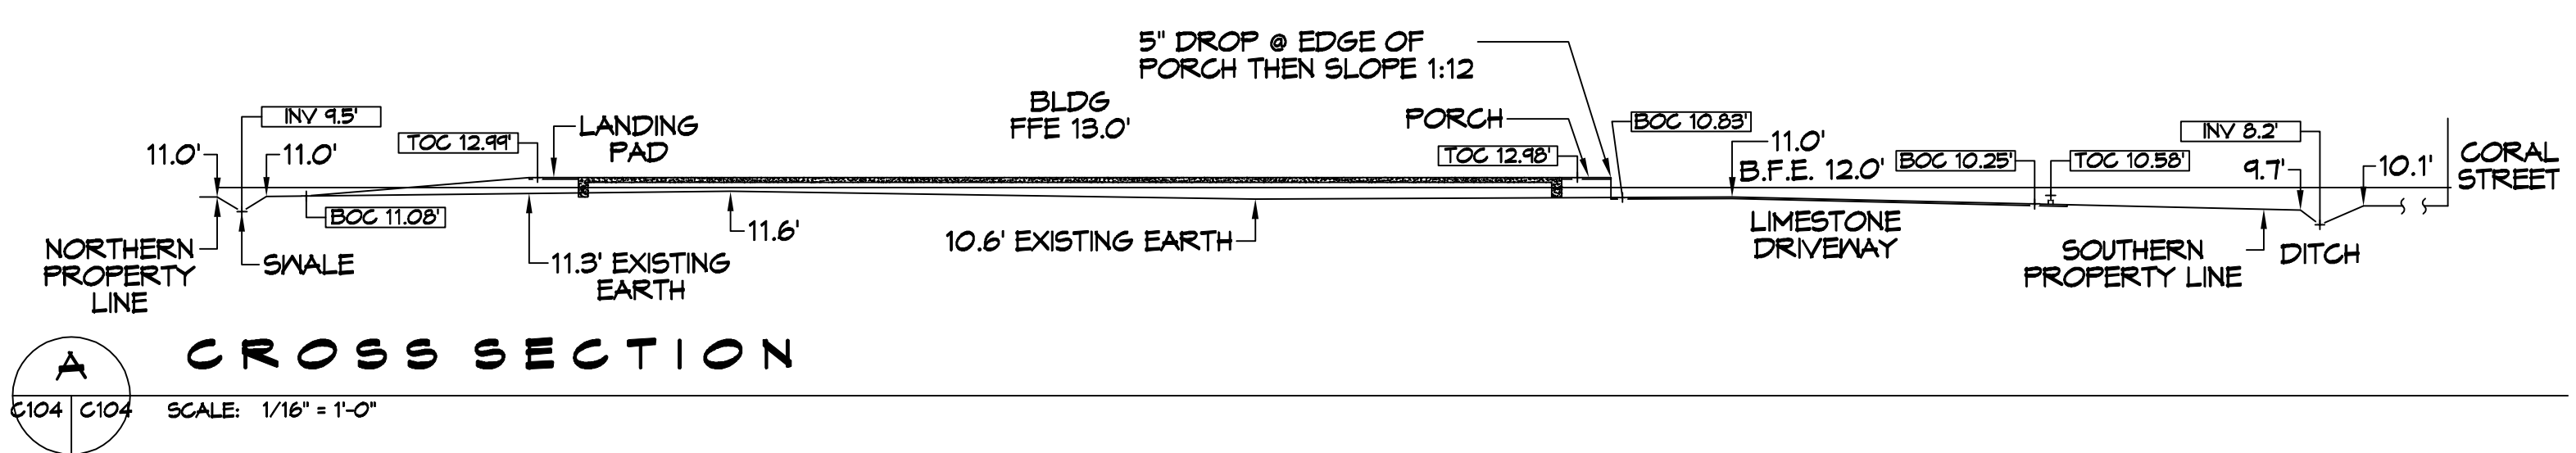 5" DROP @ EDGE OF
PORCH THEN SLOPE 1:12
BLDG
FFE 13.0'
INV 9.5'
TOC 12.99'
LANDING
PAD
11.0'
11.0'
PORCH
BOC 10.83'
TOC 12.98'
11.0'
B.F.E. 12.0'
BOC 10.25'
TOC 10.58'
INV 8.2'
9.7'
10.1'
CORAL
STREET
BOC 11.08'
NORTHERN
PROPERTY
LINE
SWALE
11.3' EXISTING
EARTH
11.6'
10.6' EXISTING EARTH
LIMESTONE
DRIVEWAY
SOUTHERN
PROPERTY LINE
DITCH
A
C104
C104
CROSS SECTION
SCALE: 1/16" = 1'-0"